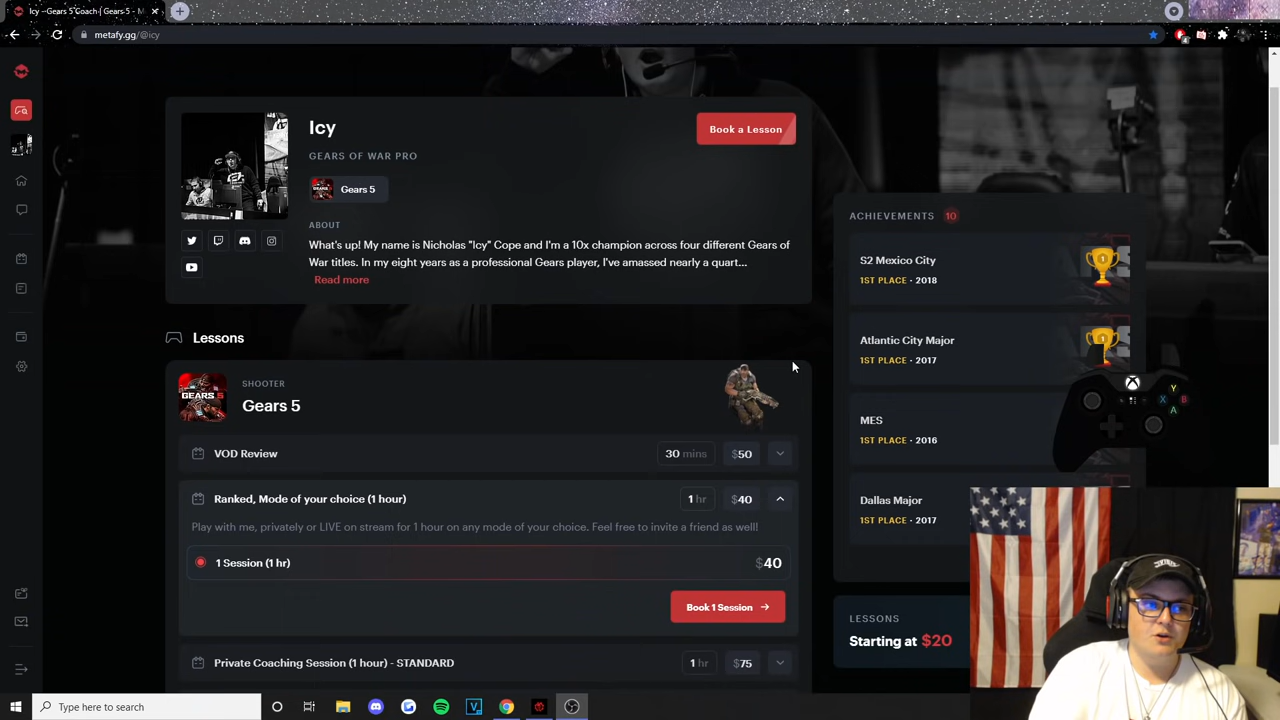 Icy - Gears 5 Coach | Gears 5 - M
metafy.gg/@icy
Icy
Book a Lesson
GEARS OF WAR PRO
Gears 5
ABOUT
What's up! My name is Nicholas "Icy" Cope and I'm a 10x champion across four different Gears
of War titles. In my eight years as a professional Gears player, I've amassed nearly a quart...
Read more
ACHIEVEMENTS 10
S2 Mexico City
1ST PLACE • 2018
Atlantic City Major
1ST PLACE • 2017
MES
1ST PLACE • 2016
Dallas Major
1ST PLACE • 2017
Lessons
GEARS 5
SHOOTER
Gears 5
VOD Review 30 mins $50
Ranked, Mode of your choice (1 hour) 1 hr $40
Play with me, privately or LIVE on stream for 1 hour on any mode of your choice. Feel free to invite a friend as well!
1 Session (1 hr) $40
Book 1 Session
Private Coaching Session (1 hour) - STANDARD 1 hr $75
LESSONS
Starting at $20
Y
X B
A
Type here to search